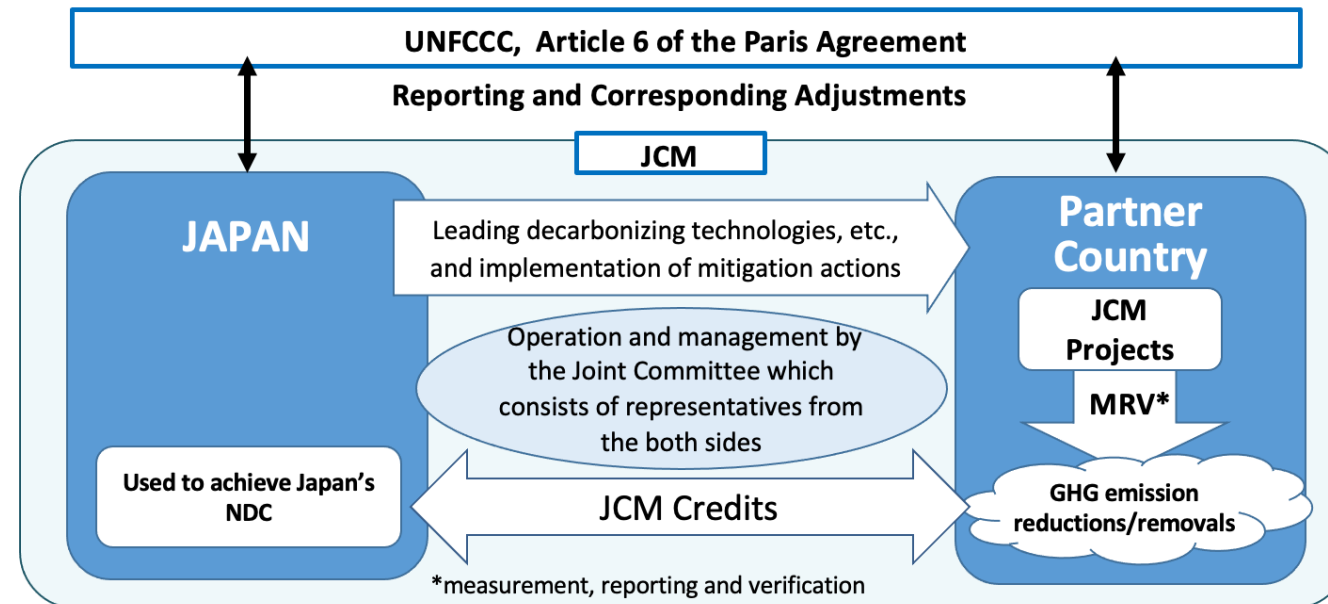 UNFCCC, Article 6 of the Paris Agreement
Reporting and Corresponding Adjustments
JCM
JAPAN
Leading decarbonizing technologies, etc.,
and implementation of mitigation actions
Partner
Country
JCM
Projects
Operation and management by
the Joint Committee which
consists of representatives from
the both sides
MRV*
Used to achieve Japan's
NDC
JCM Credits
GHG emission
reductions/removals
*measurement, reporting and verification